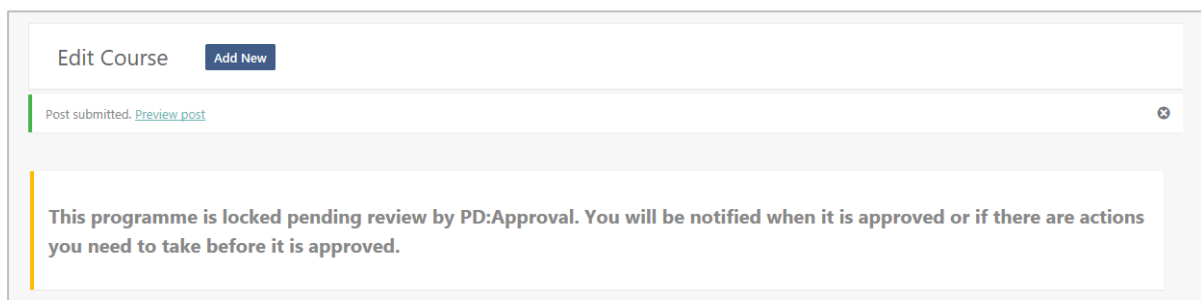 Edit Course
Add New
Post submitted. Preview post
This programme is locked pending review by PD:Approval. You will be notified when it is approved or if there are actions
you need to take before it is approved.